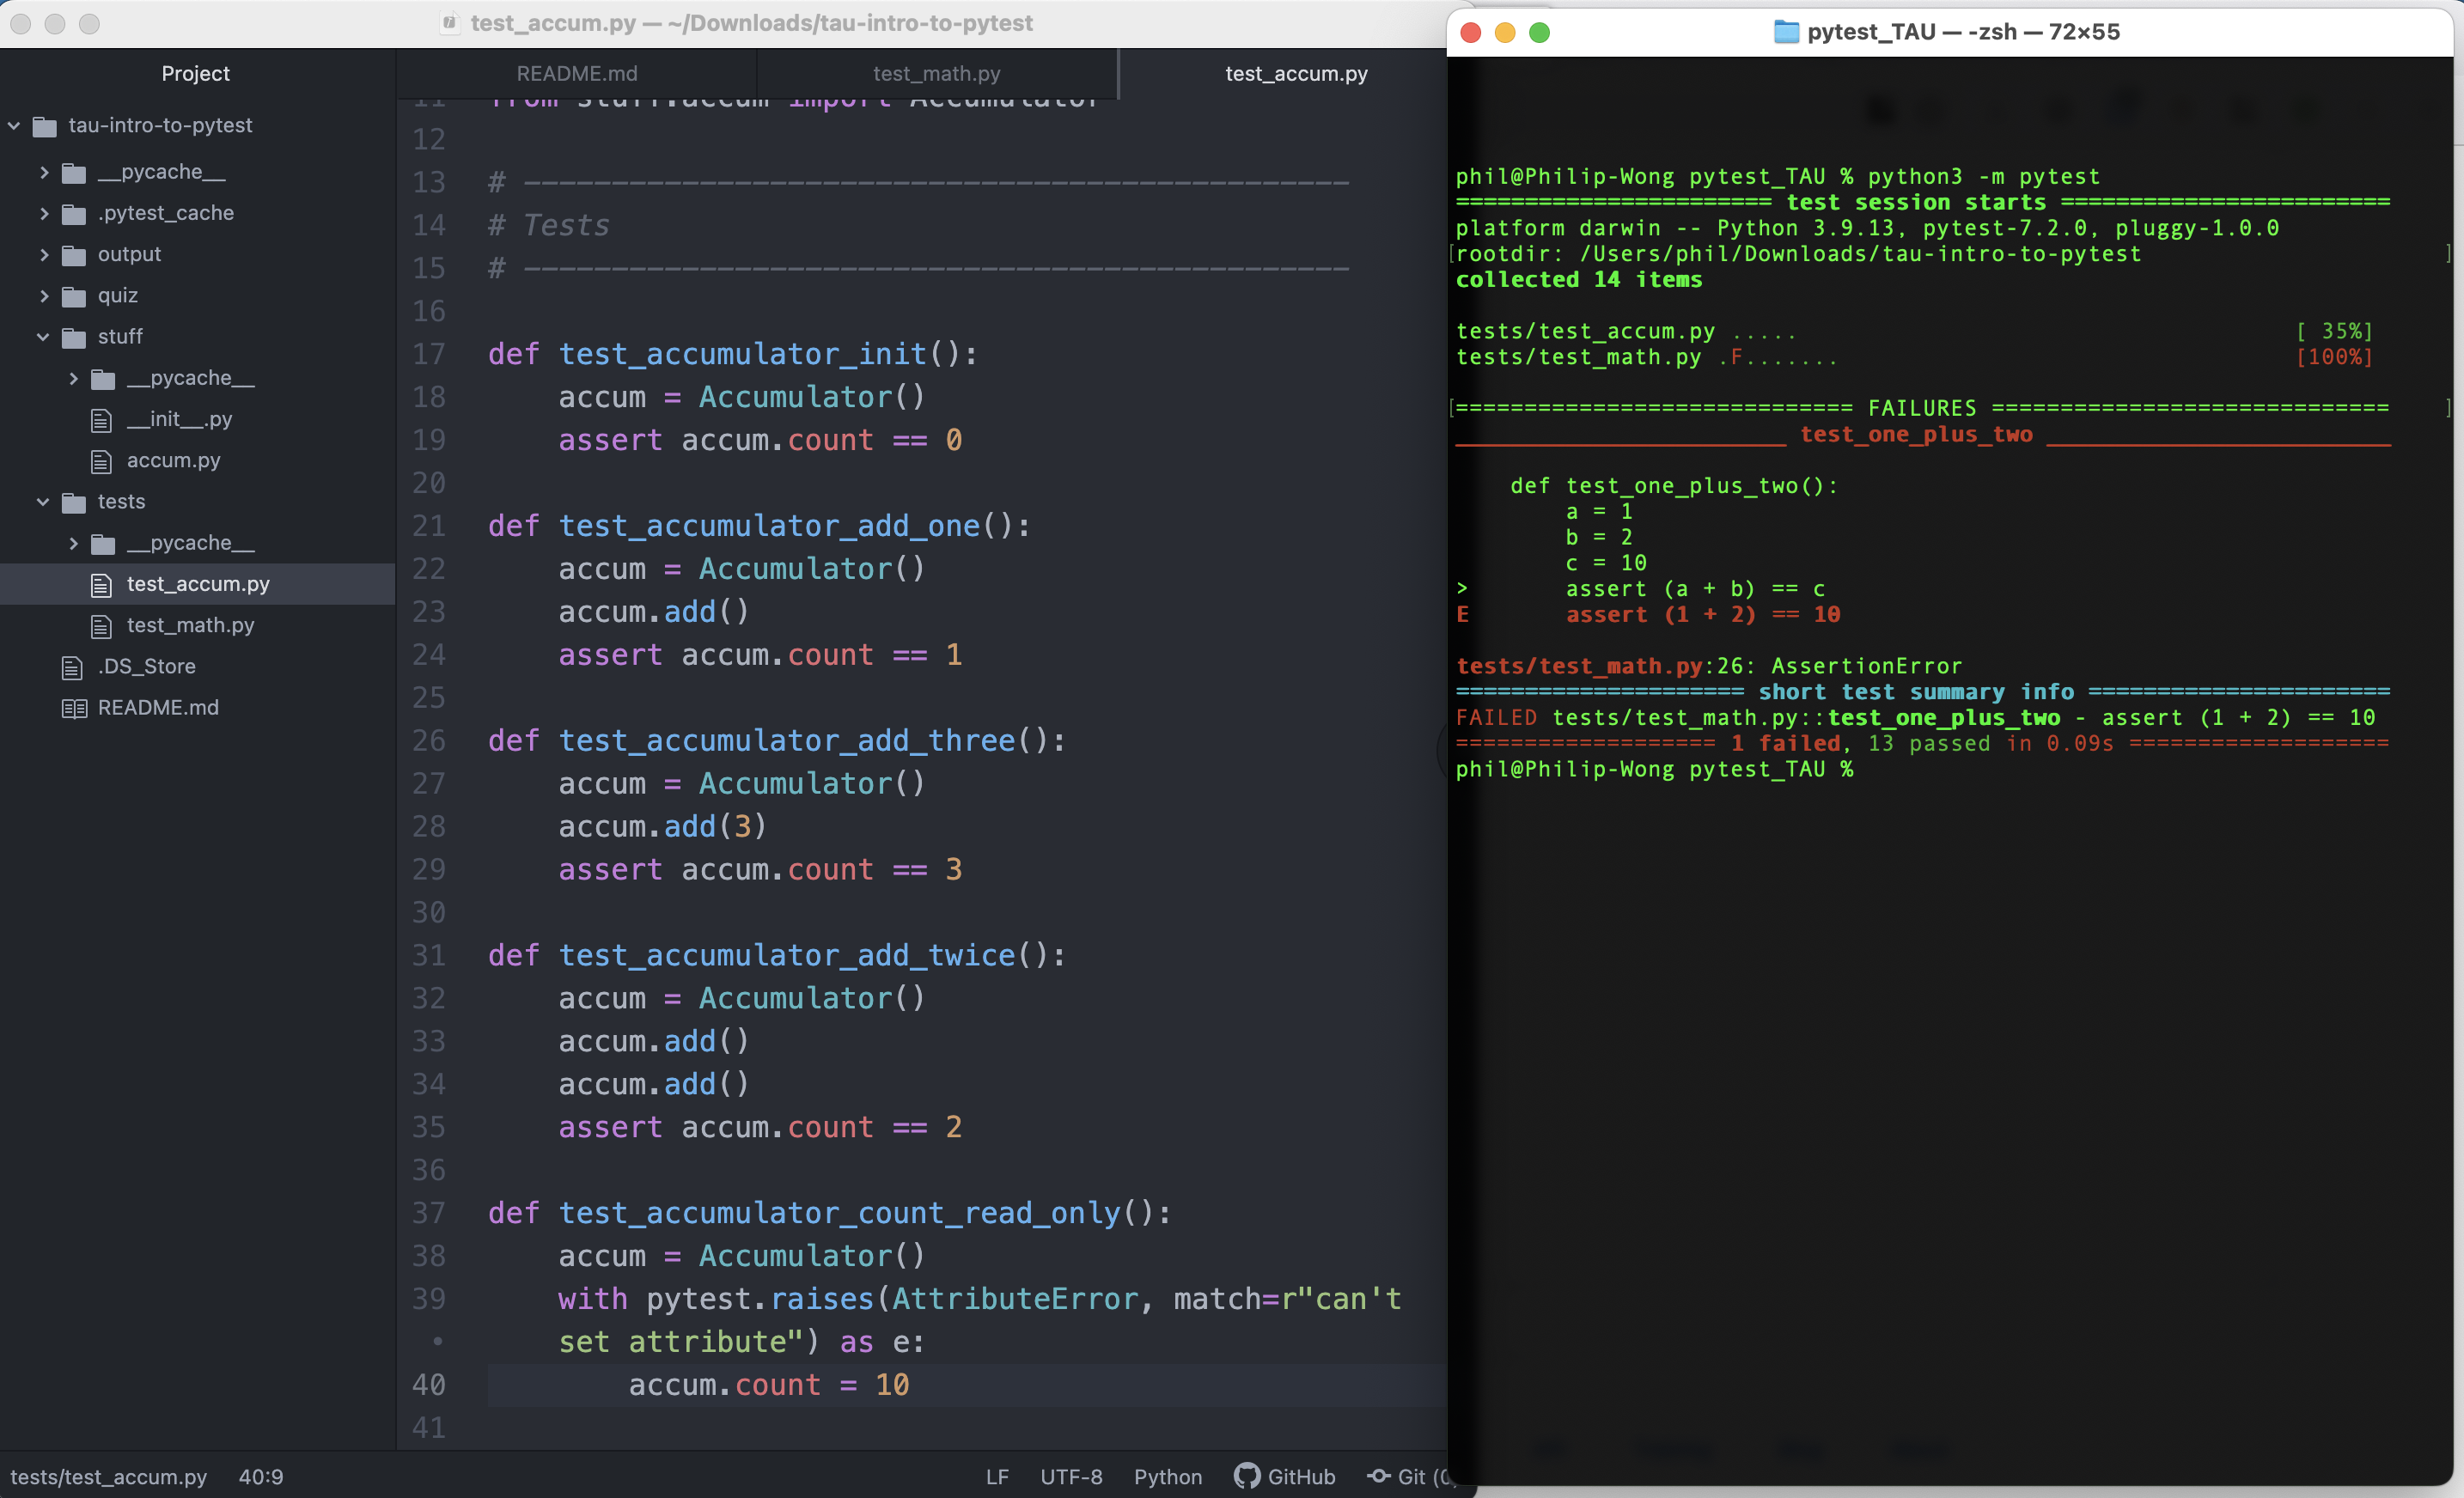 test_accum.py — ~/Downloads/tau-intro-to-pytest
Project
tau-intro-to-pytest
__pycache__
.pytest_cache
output
quiz
stuff
__pycache__
__init__.py
accum.py
tests
__pycache__
test_accum.py
test_math.py
.DS_Store
README.md
README.md
test_math.py
test_accum.py
11 from stuff.accum import Accumulator
12
13 # ———————————————————————————————————————————————
14 # Tests
15 # ———————————————————————————————————————————————
16
17 def test_accumulator_init():
18     accum = Accumulator()
19     assert accum.count == 0
20
21 def test_accumulator_add_one():
22     accum = Accumulator()
23     accum.add()
24     assert accum.count == 1
25
26 def test_accumulator_add_three():
27     accum = Accumulator()
28     accum.add(3)
29     assert accum.count == 3
30
31 def test_accumulator_add_twice():
32     accum = Accumulator()
33     accum.add()
34     accum.add()
35     assert accum.count == 2
36
37 def test_accumulator_count_read_only():
38     accum = Accumulator()
39     with pytest.raises(AttributeError, match=r"can't
•     set attribute") as e:
40         accum.count = 10
41
tests/test_accum.py 40:9 LF UTF-8 Python GitHub Git (0
pytest_TAU — -zsh — 72×55
phil@Philip-Wong pytest_TAU % python3 -m pytest
======================= test session starts ========================
platform darwin -- Python 3.9.13, pytest-7.2.0, pluggy-1.0.0
[rootdir: /Users/phil/Downloads/tau-intro-to-pytest ]
collected 14 items
tests/test_accum.py ..... [ 35%]
tests/test_math.py .F....... [100%]
[============================= FAILURES ============================= ]
________________________ test_one_plus_two _________________________
    def test_one_plus_two():
        a = 1
        b = 2
        c = 10
>       assert (a + b) == c
E       assert (1 + 2) == 10
tests/test_math.py:26: AssertionError
===================== short test summary info ======================
FAILED tests/test_math.py::test_one_plus_two - assert (1 + 2) == 10
=================== 1 failed, 13 passed in 0.09s ===================
phil@Philip-Wong pytest_TAU %